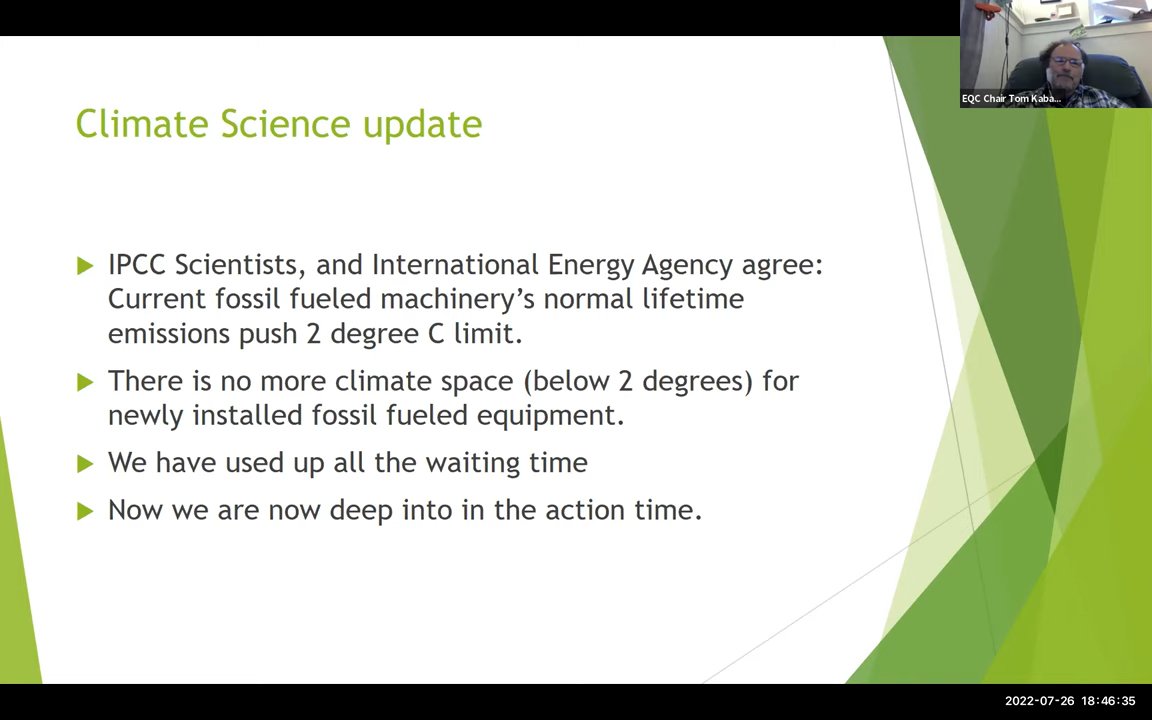 EQC Chair Tom Kaba...
Climate Science update
IPCC Scientists, and International Energy Agency agree:
Current fossil fueled machinery’s normal lifetime
emissions push 2 degree C limit.
There is no more climate space (below 2 degrees) for
newly installed fossil fueled equipment.
We have used up all the waiting time
Now we are now deep into in the action time.
2022-07-26 18:46:35